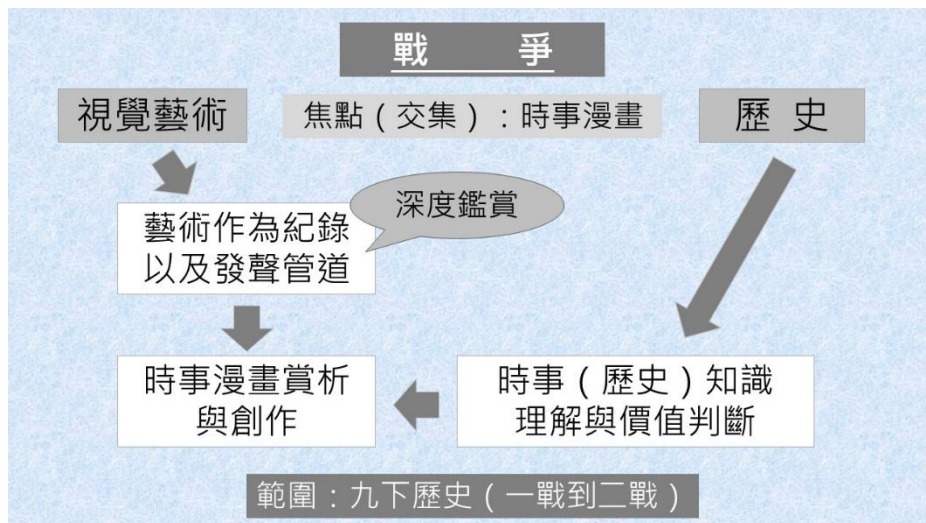 戰 爭
視覺藝術
焦點（交集）：時事漫畫
歷 史
深度鑑賞
藝術作為紀錄
以及發聲管道
時事漫畫賞析
與創作
時事（歷史）知識
理解與價值判斷
範圍：九下歷史（一戰到二戰）